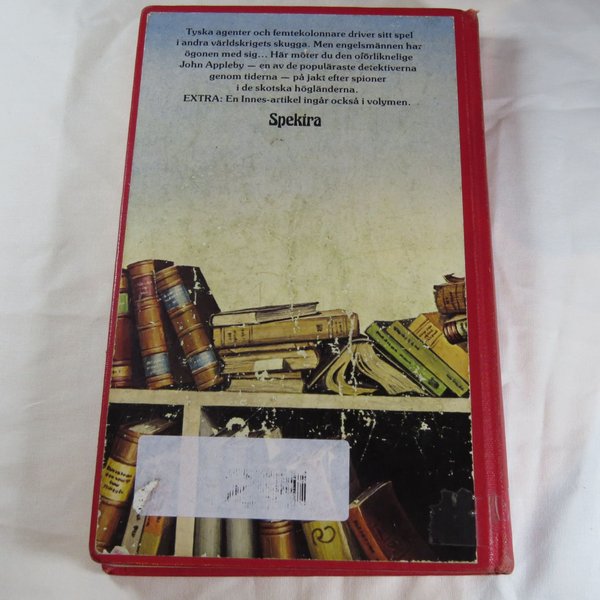 Tyska agenter och femtekolonnare driver sitt spel
i andra världskrigets skugga. Men engelsmännen har
ögonen med sig... Här möter du den oförliknelige
John Appleby — en av de populäraste detektiverna
genom tiderna — på jakt efter spioner
i de skotska högländerna.
EXTRA: En Innes-artikel ingår också i volymen.
Spektra